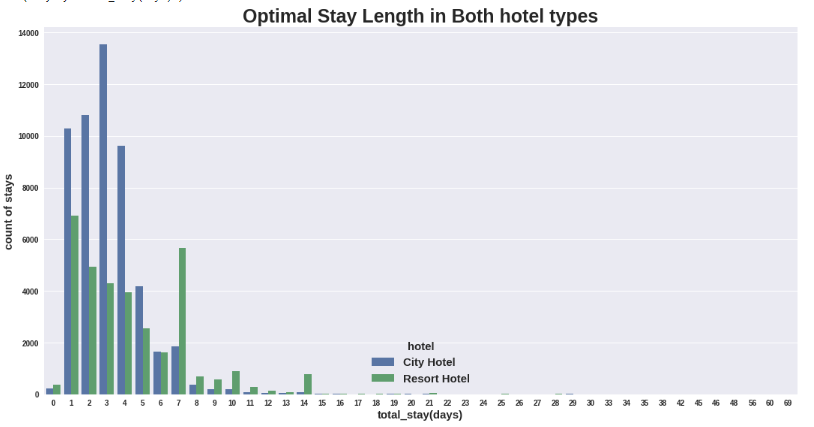 Optimal Stay Length in Both hotel types
14000
12000
10000
8000
6000
4000
2000
0
count of stays
hotel
City Hotel
Resort Hotel
0 1 2 3 4 5 6 7 8 9 10 11 12 13 14 15 16 17 18 19 20 21 22 23 24 25 26 27 28 29 30 33 34 35 38 42 45 46 48 56 60 69
total_stay(days)